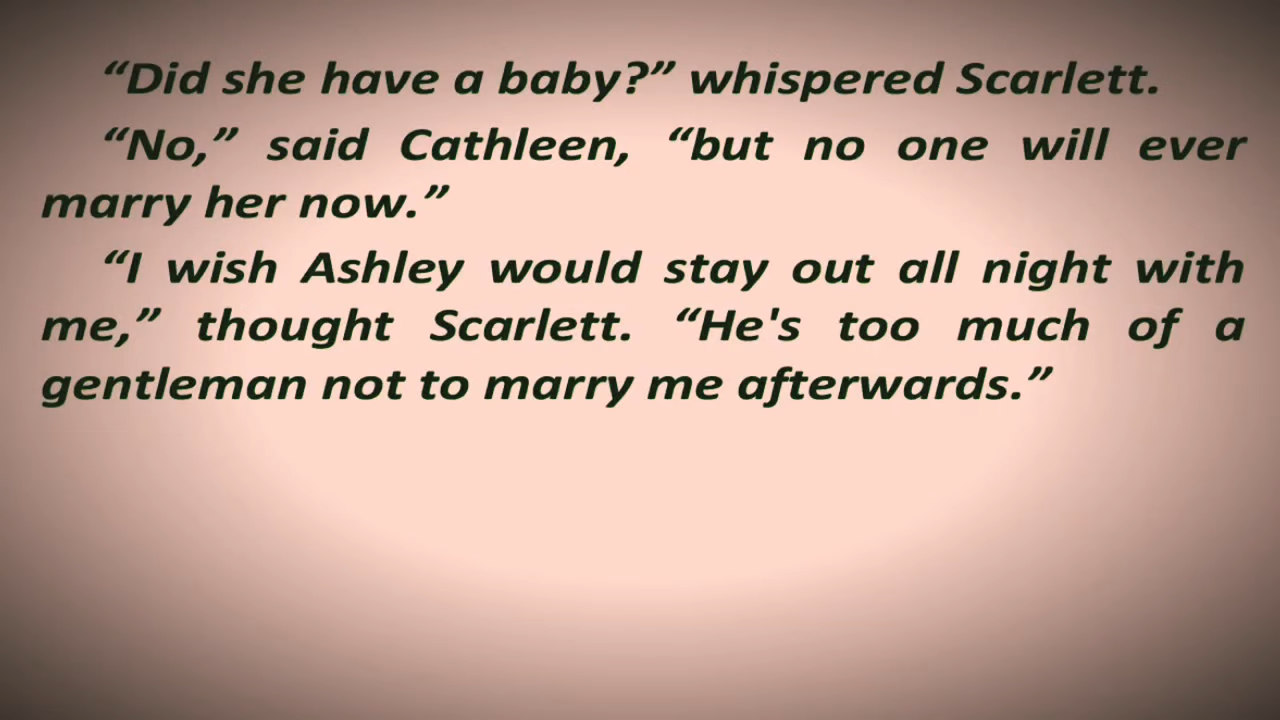 “Did she have a baby?” whispered Scarlett.
“No,” said Cathleen, “but no one will ever
marry her now.”
“I wish Ashley would stay out all night with
me,” thought Scarlett. “He's too much of a
gentleman not to marry me afterwards.”